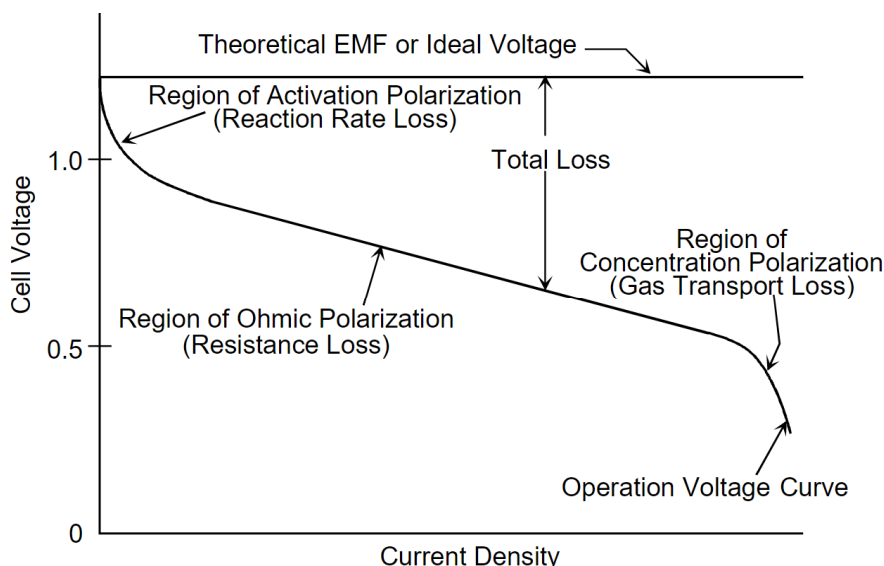 Theoretical EMF or Ideal Voltage
Region of Activation Polarization
(Reaction Rate Loss)
1.0
Total Loss
Cell Voltage
Region of
Concentration Polarization
(Gas Transport Loss)
Region of Ohmic Polarization
(Resistance Loss)
0.5
Operation Voltage Curve
0
Current Density